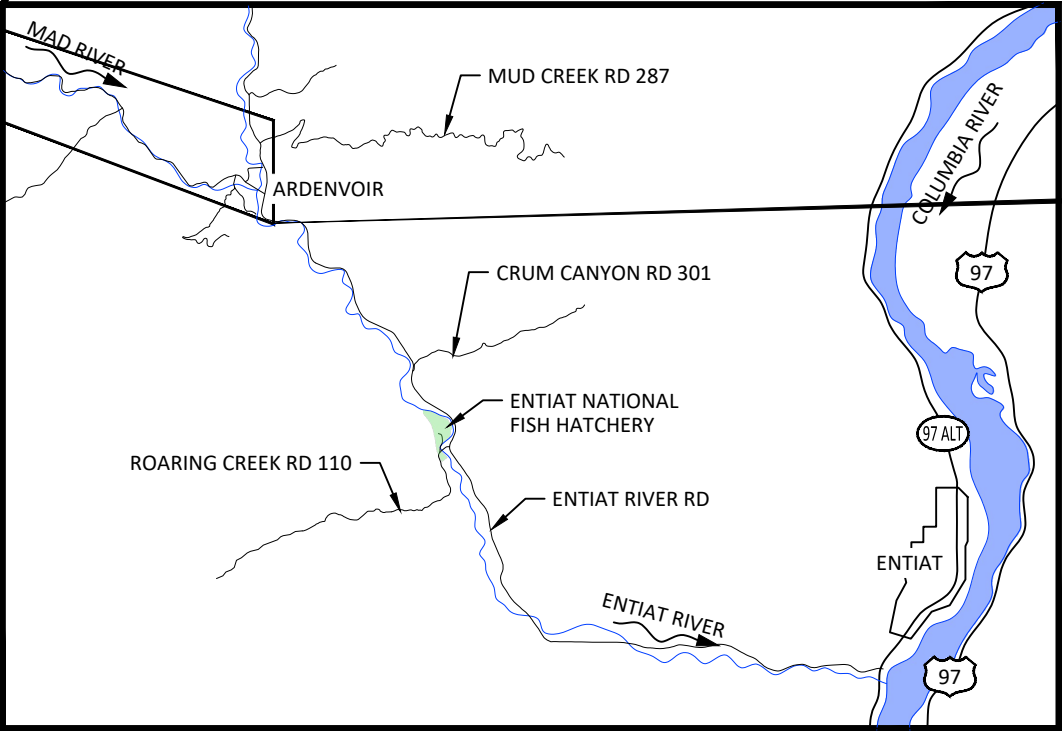 MAD RIVER
MUD CREEK RD 287
COLUMBIA RIVER
ARDENVOIR
97
CRUM CANYON RD 301
ENTIAT NATIONAL
FISH HATCHERY
97 ALT
ROARING CREEK RD 110
ENTIAT RIVER RD
ENTIAT
ENTIAT RIVER
97